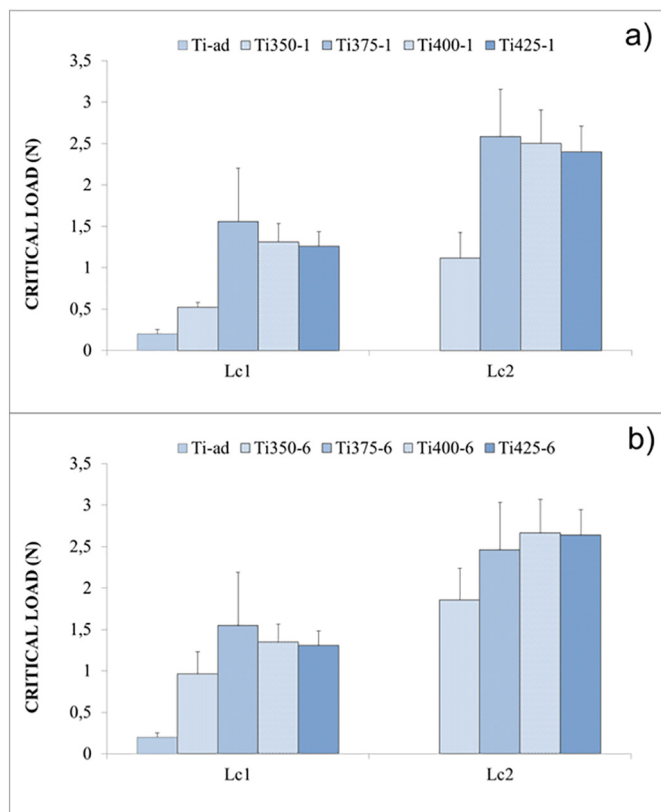 a)
Ti-ad Ti350-1 Ti375-1 Ti400-1 Ti425-1
CRITICAL LOAD (N)
3,5
3
2,5
2
1,5
1
0,5
0
Lc1 Lc2
b)
Ti-ad Ti350-6 Ti375-6 Ti400-6 Ti425-6
CRITICAL LOAD (N)
3,5
3
2,5
2
1,5
1
0,5
0
Lc1 Lc2